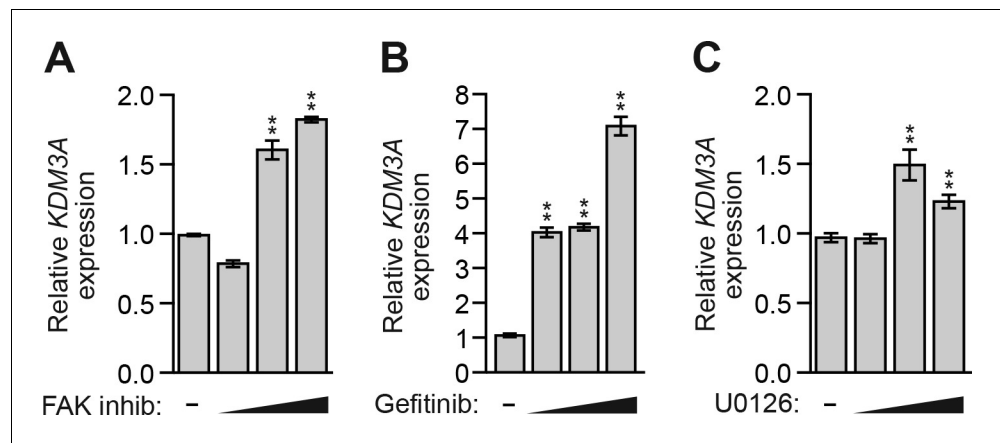 A
Relative KDM3A
expression
2.0
1.5
1.0
0.5
0.0
**
**
FAK inhib: –
B
Relative KDM3A
expression
8
7
6
5
4
3
2
1
0
**
**
**
Gefitinib: –
C
Relative KDM3A
expression
2.0
1.5
1.0
0.5
0.0
**
**
U0126: –